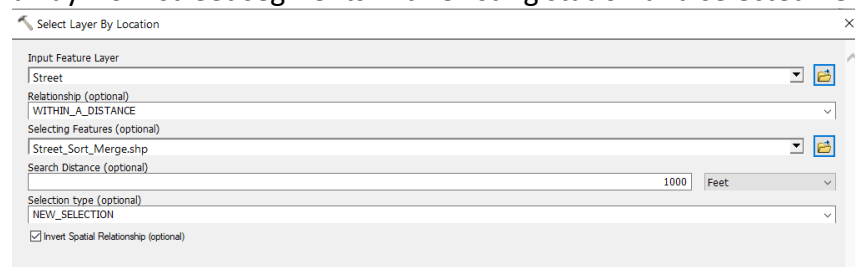 Select Layer By Location
Input Feature Layer
Street
Relationship (optional)
WITHIN_A_DISTANCE
Selecting Features (optional)
Street_Sort_Merge.shp
Search Distance (optional)
1000 Feet
Selection type (optional)
NEW_SELECTION
Invert Spatial Relationship (optional)